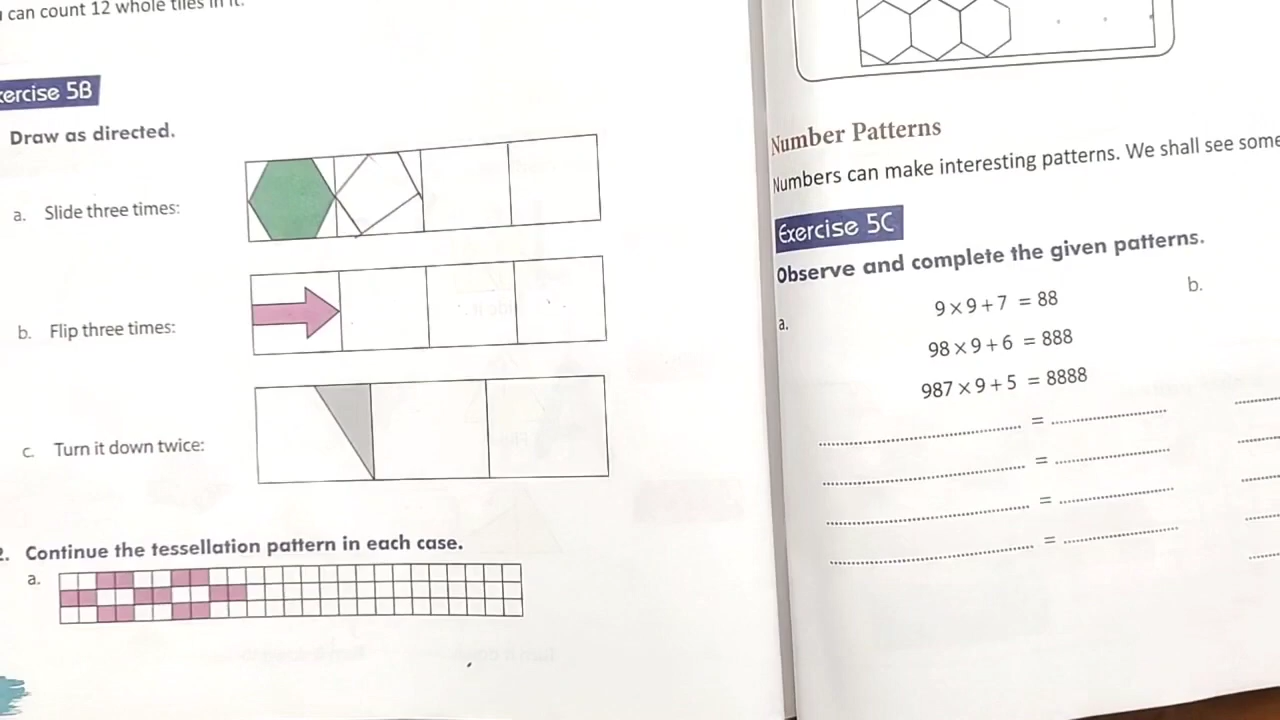 can count 12 whole tiles in it.
ercise 5B
Draw as directed.
a. Slide three times:
b. Flip three times:
c. Turn it down twice:
2. Continue the tessellation pattern in each case.
a.
Number Patterns
Numbers can make interesting patterns. We shall see some
Exercise 5C
Observe and complete the given patterns.
a.
9 × 9 + 7 = 88
98 × 9 + 6 = 888
987 × 9 + 5 = 8888
.............................. = ..............................
.............................. = ..............................
.............................. = ..............................
.............................. = ..............................
b.